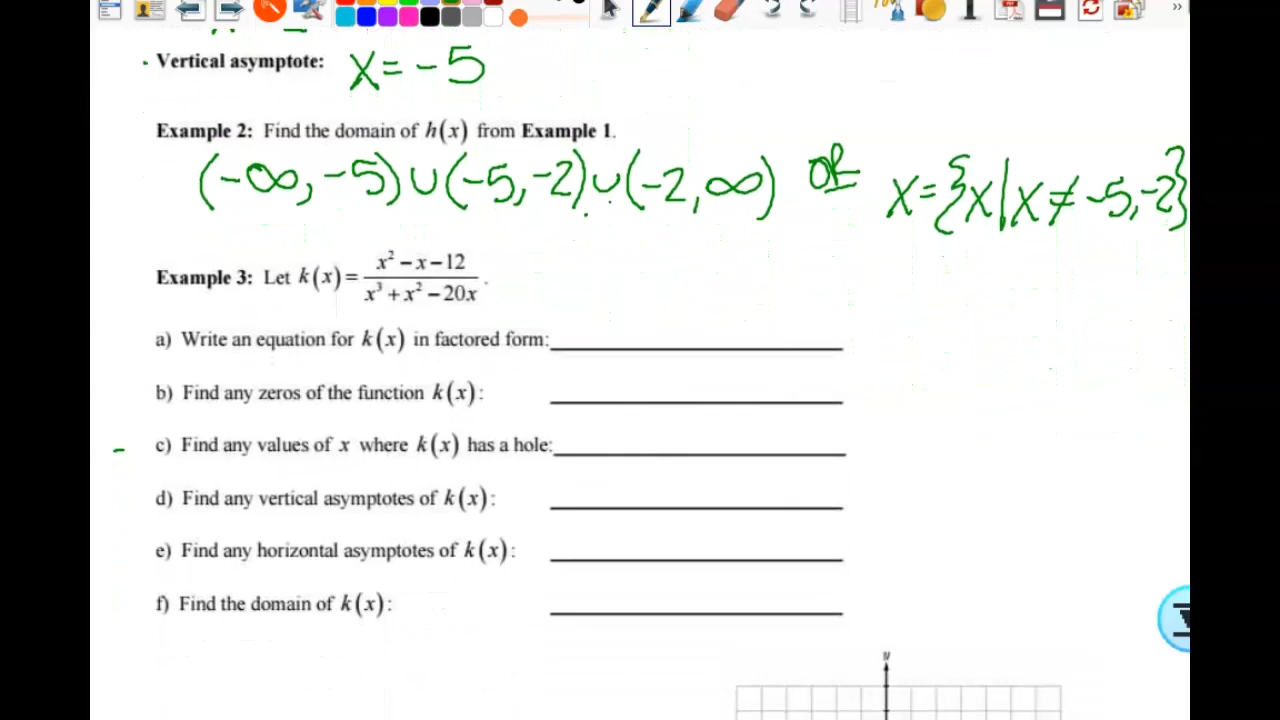 Vertical asymptote: x = -5
Example 2: Find the domain of h(x) from Example 1.
(-∞, -5) ∪ (-5, -2) ∪ (-2, ∞) or x = {x | x ≠ -5, -2}
Example 3: Let k(x) = (x² - x - 12)/(x³ + x² - 20x).
a) Write an equation for k(x) in factored form:
b) Find any zeros of the function k(x):
c) Find any values of x where k(x) has a hole:
d) Find any vertical asymptotes of k(x):
e) Find any horizontal asymptotes of k(x):
f) Find the domain of k(x):